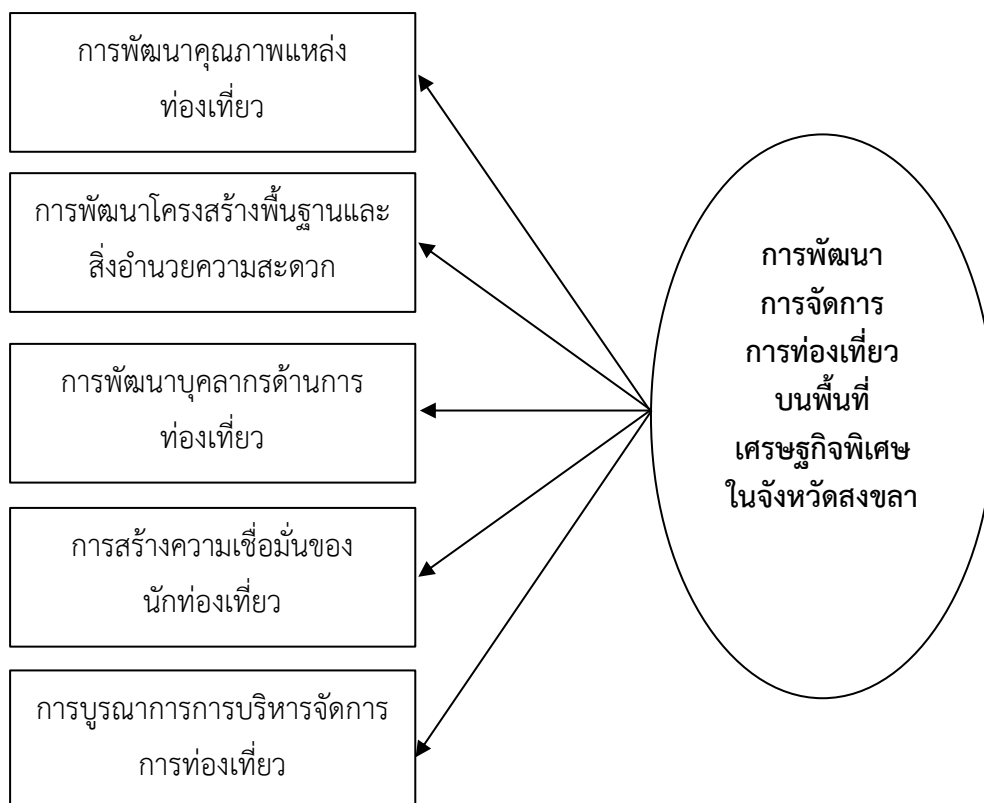 การพัฒนาคุณภาพแหล่ง
ท่องเที่ยว
การพัฒนาโครงสร้างพื้นฐานและ
สิ่งอำนวยความสะดวก
การพัฒนาบุคลากรด้านการ
ท่องเที่ยว
การสร้างความเชื่อมั่นของ
นักท่องเที่ยว
การบูรณาการการบริหารจัดการ
การท่องเที่ยว
การพัฒนา
การจัดการ
การท่องเที่ยว
บนพื้นที่
เศรษฐกิจพิเศษ
ในจังหวัดสงขลา